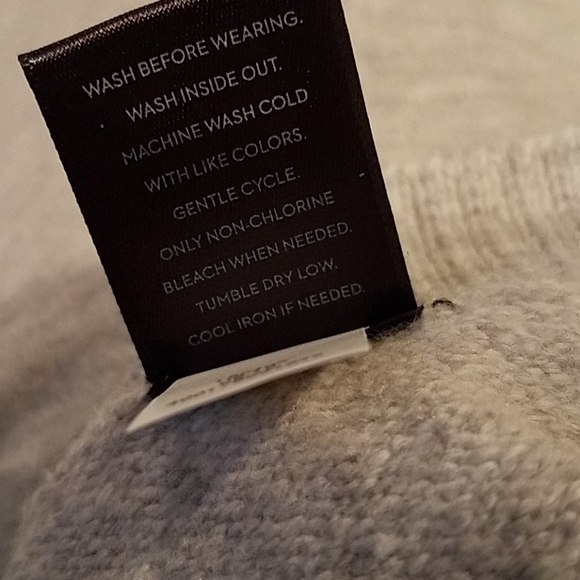 WASH BEFORE WEARING.
WASH INSIDE OUT.
MACHINE WASH COLD
WITH LIKE COLORS.
GENTLE CYCLE.
ONLY NON-CHLORINE
BLEACH WHEN NEEDED.
TUMBLE DRY LOW.
COOL IRON IF NEEDED.